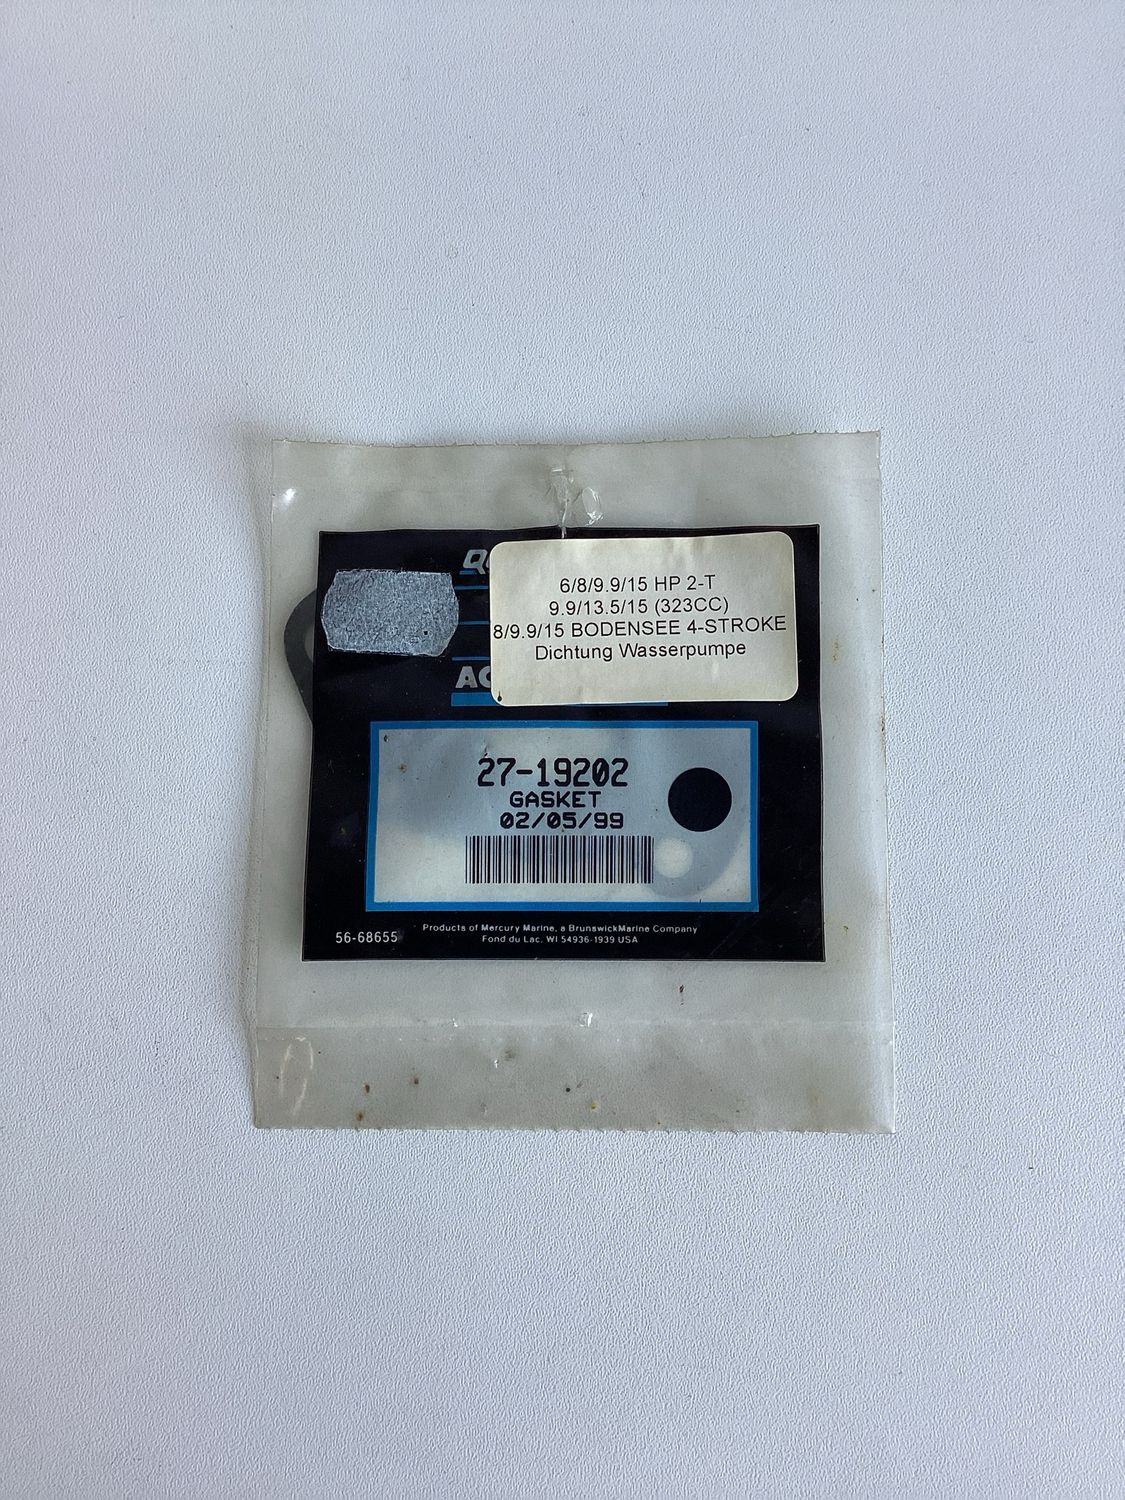 6/8/9.9/15 HP 2-T
9.9/13.5/15 (323CC)
8/9.9/15 BODENSEE 4-STROKE
Dichtung Wasserpumpe
27-19202
GASKET
02/05/99
56-68655
Products of Mercury Marine, a BrunswickMarine Company
Fond du Lac, WI 54936-1939 USA